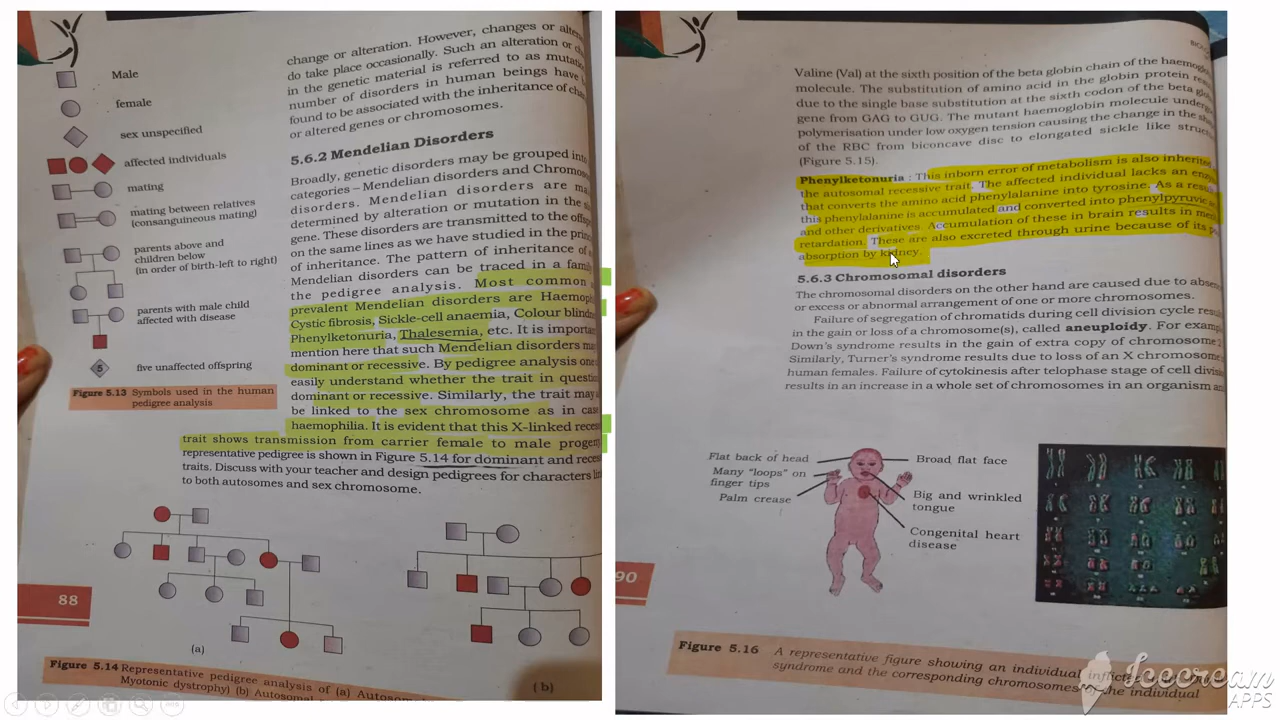 Male
female
sex unspecified
affected individuals
mating
mating between relatives
(consanguineous mating)
parents above and
children below
(in order of birth-left to right)
parents with male child
affected with disease
5 five unaffected offspring
Figure 5.13 Symbols used in the human
pedigree analysis
change or alteration. However, changes or
do take place occasionally. Such an alteration or
in the genetic material is referred to as
number of disorders in human beings have
found to be associated with the inheritance of
or altered genes or chromosomes.
5.6.2 Mendelian Disorders
Broadly, genetic disorders may be grouped into
categories – Mendelian disorders and
disorders. Mendelian disorders are
determined by alteration or mutation in the
gene. These disorders are transmitted to the
on the same lines as we have studied in the
of inheritance. The pattern of inheritance of
Mendelian disorders can be traced in a family
the pedigree analysis. Most common
prevalent Mendelian disorders are
Cystic fibrosis, Sickle-cell anaemia, Colour
Phenylketonuria, Thalesemia, etc. It is important
mention here that such Mendelian disorders may
dominant or recessive. By pedigree analysis one
easily understand whether the trait in question
dominant or recessive. Similarly, the trait may
be linked to the sex chromosome as in case
haemophilia. It is evident that this X-linked
trait shows transmission from carrier female to male progeny
representative pedigree is shown in Figure 5.14 for dominant and
traits. Discuss with your teacher and design pedigrees for characters
to both autosomes and sex chromosome.
88
(a)
(b)
Figure 5.14 Representative pedigree analysis of (a)
Myotonic dystrophy) (b) Autosomal
Valine (Val) at the sixth position of the beta globin chain of the
molecule. The substitution of amino acid in the globin protein
due to the single base substitution at the sixth codon of the beta
gene from GAG to GUG. The mutant haemoglobin molecule
polymerisation under low oxygen tension causing the change in the
of the RBC from biconcave disc to elongated sickle like
(Figure 5.15).
Phenylketonuria : This inborn error of metabolism is also inherited
the autosomal recessive trait. The affected individual lacks an
that converts the amino acid phenylalanine into tyrosine. As a
this phenylalanine is accumulated and converted into phenylpyruvic
and other derivatives. Accumulation of these in brain results in
retardation. These are also excreted through urine because of its
absorption by kidney.
5.6.3 Chromosomal disorders
The chromosomal disorders on the other hand are caused due to
or excess or abnormal arrangement of one or more chromosomes.
Failure of segregation of chromatids during cell division cycle
in the gain or loss of a chromosome(s), called aneuploidy. For
Down's syndrome results in the gain of extra copy of chromosome
Similarly, Turner's syndrome results due to loss of an X chromosome
human females. Failure of cytokinesis after telophase stage of cell
results in an increase in a whole set of chromosomes in an organism
Flat back of head
Many "loops" on
finger tips
Palm crease
Broad flat face
Big and wrinkled
tongue
Congenital heart
disease
90
Figure 5.16 A representative figure showing an individual
syndrome and the corresponding chromosomes of the individual
Icecream
APPS